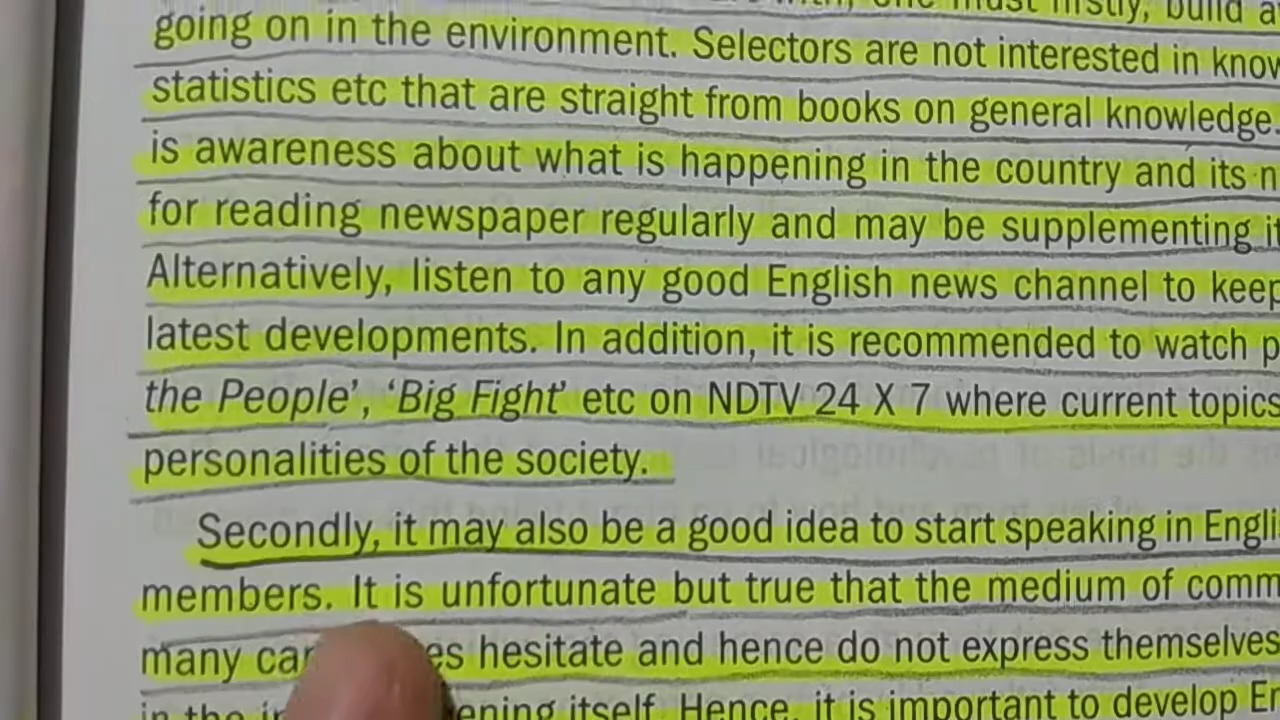 must firstly, build a
going on in the environment. Selectors are not interested in know
statistics etc that are straight from books on general knowledge.
is awareness about what is happening in the country and its n
for reading newspaper regularly and may be supplementing it
Alternatively, listen to any good English news channel to keep
latest developments. In addition, it is recommended to watch p
the People’, ‘Big Fight’ etc on NDTV 24 X 7 where current topics
personalities of the society.
Secondly, it may also be a good idea to start speaking in Engli
members. It is unfortunate but true that the medium of comm
many es hesitate and hence do not express themselves
in the ening itself. Hence, it is important to develop En